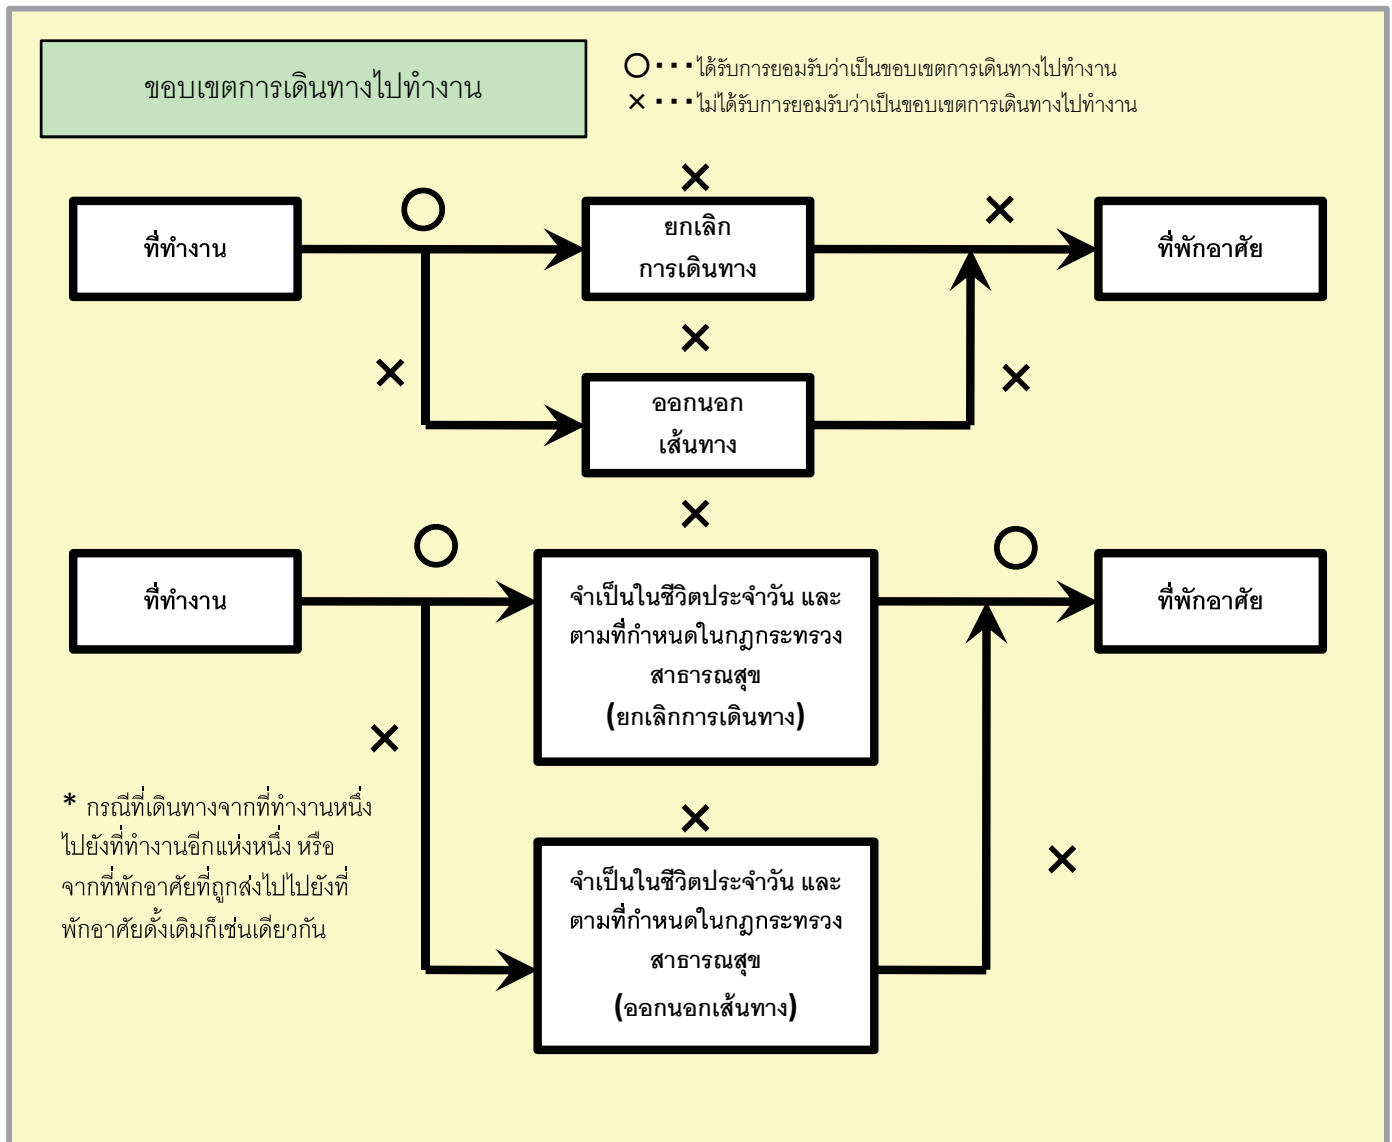 ขอบเขตการเดินทางไปทำงาน
○ ・・・ได้รับการยอมรับว่าเป็นขอบเขตการเดินทางไปทำงาน
× ・・・ไม่ได้รับการยอมรับว่าเป็นขอบเขตการเดินทางไปทำงาน
ที่ทำงาน
ยกเลิก
การเดินทาง
ที่พักอาศัย
ออกนอก
เส้นทาง
ที่ทำงาน
จำเป็นในชีวิตประจำวัน และ
ตามที่กำหนดในกฎกระทรวง
สาธารณสุข
(ยกเลิกการเดินทาง)
ที่พักอาศัย
* กรณีที่เดินทางจากที่ทำงานหนึ่ง
ไปยังที่ทำงานอีกแห่งหนึ่ง หรือ
จากที่พักอาศัยที่ถูกส่งไปไปยังที่
พักอาศัยดั้งเดิมก็เช่นเดียวกัน
จำเป็นในชีวิตประจำวัน และ
ตามที่กำหนดในกฎกระทรวง
สาธารณสุข
(ออกนอกเส้นทาง)